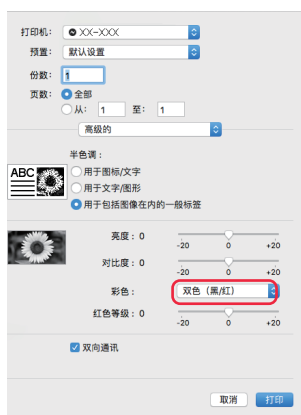 打印机: XX-XXX
预置: 默认设置
份数: 1
页数: 全部
从: 1 至: 1
高级的
半色调:
ABC
用于图标/文字
用于文字/图形
用于包括图像在内的一般标签
亮度: 0
-20 0 +20
对比度: 0
-20 0 +20
彩色: 双色（黑/红）
红色等级: 0
-20 0 +20
双向通讯
取消 打印